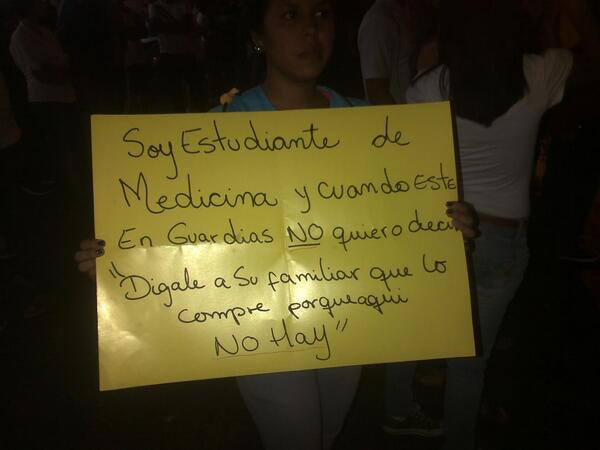 Soy Estudiante de
Medicina y cuando Este
En Guardias NO quiero decir
"Digale a Su familiar que lo
compre porque aqui
NO Hay"